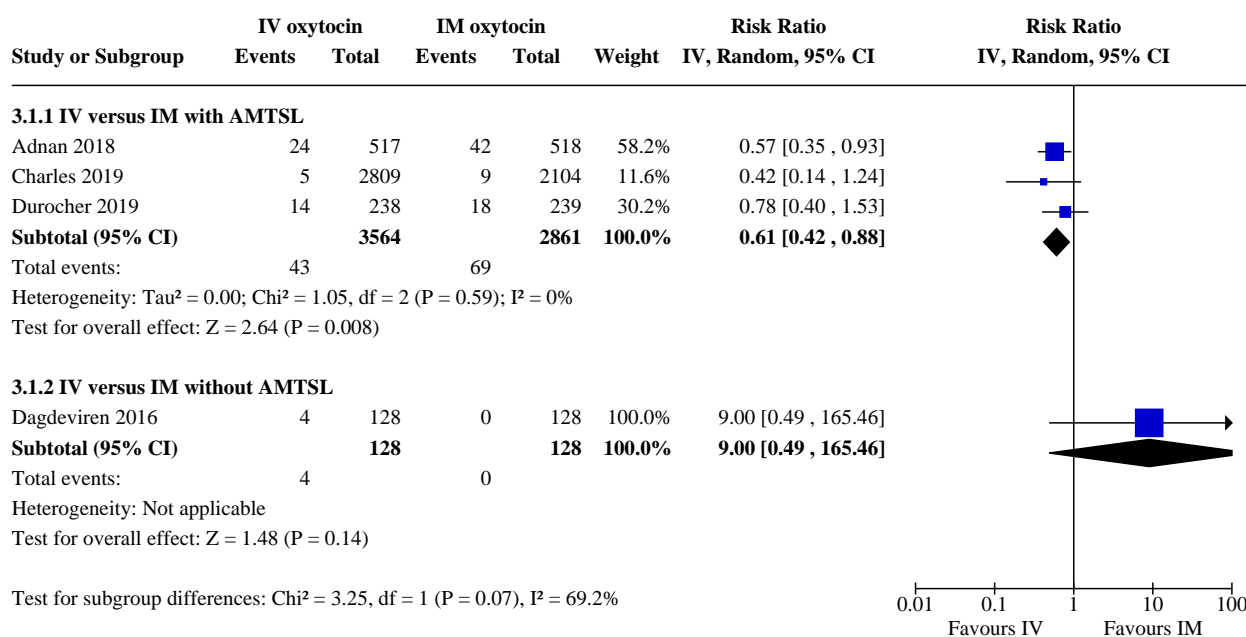 IV oxytocin IM oxytocin Risk Ratio Risk Ratio
Study or Subgroup Events Total Events Total Weight IV, Random, 95% CI IV, Random, 95% CI
3.1.1 IV versus IM with AMTSL
Adnan 2018 24 517 42 518 58.2% 0.57 [0.35 , 0.93]
Charles 2019 5 2809 9 2104 11.6% 0.42 [0.14 , 1.24]
Durocher 2019 14 238 18 239 30.2% 0.78 [0.40 , 1.53]
Subtotal (95% CI) 3564 2861 100.0% 0.61 [0.42 , 0.88]
Total events: 43 69
Heterogeneity: Tau² = 0.00; Chi² = 1.05, df = 2 (P = 0.59); I² = 0%
Test for overall effect: Z = 2.64 (P = 0.008)
3.1.2 IV versus IM without AMTSL
Dagdeviren 2016 4 128 0 128 100.0% 9.00 [0.49 , 165.46]
Subtotal (95% CI) 128 128 100.0% 9.00 [0.49 , 165.46]
Total events: 4 0
Heterogeneity: Not applicable
Test for overall effect: Z = 1.48 (P = 0.14)
Test for subgroup differences: Chi² = 3.25, df = 1 (P = 0.07), I² = 69.2%
0.01 0.1 1 10 100
Favours IV Favours IM